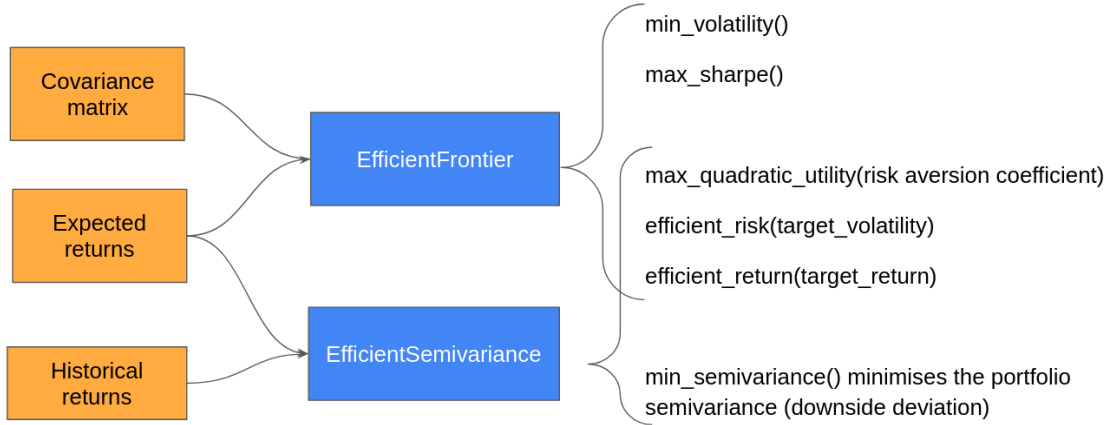 Covariance
matrix
Expected
returns
Historical
returns
EfficientFrontier
EfficientSemivariance
min_volatility()
max_sharpe()
max_quadratic_utility(risk aversion coefficient)
efficient_risk(target_volatility)
efficient_return(target_return)
min_semivariance() minimises the portfolio
semivariance (downside deviation)